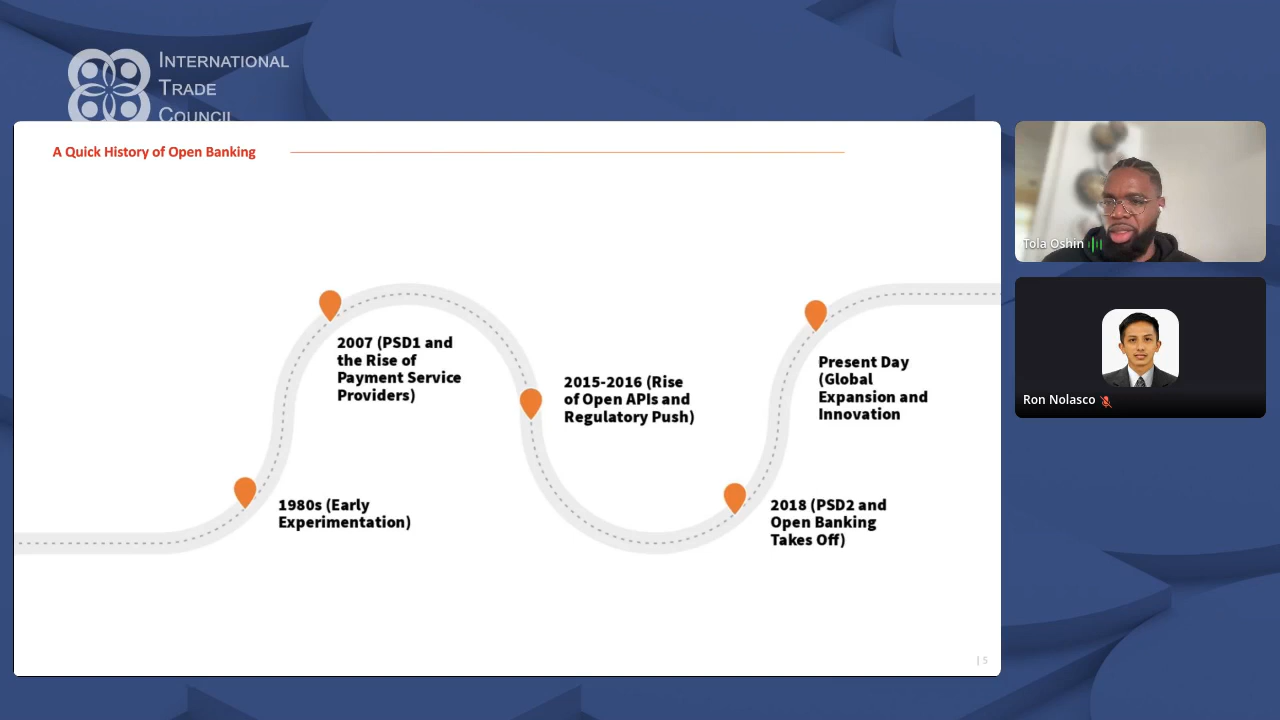 INTERNATIONAL
TRADE
COUNCIL
A Quick History of Open Banking
2007 (PSD1 and
the Rise of
Payment Service
Providers)
2015-2016 (Rise
of Open APIs and
Regulatory Push)
Present Day
(Global
Expansion and
Innovation
1980s (Early
Experimentation)
2018 (PSD2 and
Open Banking
Takes Off)
| 5
Tola Oshin
Ron Nolasco